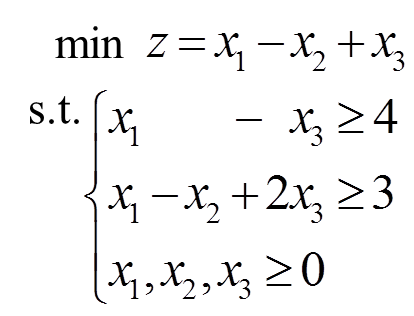 min z = x₁ − x₂ + x₃
s.t. { x₁ − x₃ ≥ 4
x₁ − x₂ + 2x₃ ≥ 3
x₁, x₂, x₃ ≥ 0